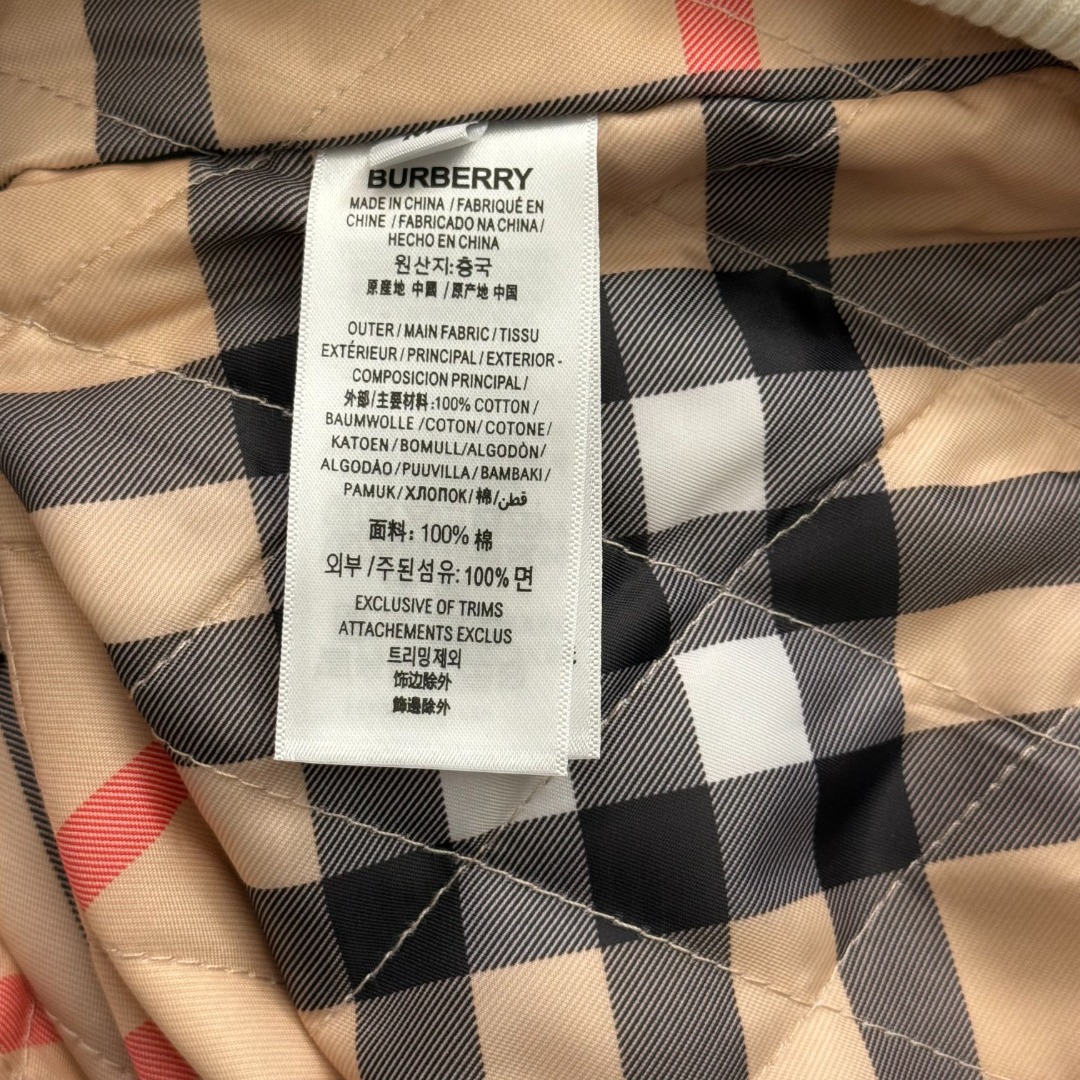 BURBERRY
MADE IN CHINA / FABRIQUÉ EN
CHINE / FABRICADO NA CHINA /
HECHO EN CHINA
원산지:충국
原産地 中國 / 原产地 中国
OUTER / MAIN FABRIC / TISSU
EXTÉRIEUR / PRINCIPAL / EXTERIOR -
COMPOSICION PRINCIPAL /
外部/主要材料:100% COTTON /
BAUMWOLLE /COTON/ COTONE /
KATOEN / BOMULL/ALGODÒN/
ALGODÃO / PUUVILLA / BAMBAKI /
PAMUK / ХЛОПОК / 棉/قطن
面料: 100% 棉
외부 /주된섬유: 100% 면
EXCLUSIVE OF TRIMS
ATTACHEMENTS EXCLUS
트리밍제외
饰边除外
飾邊除外